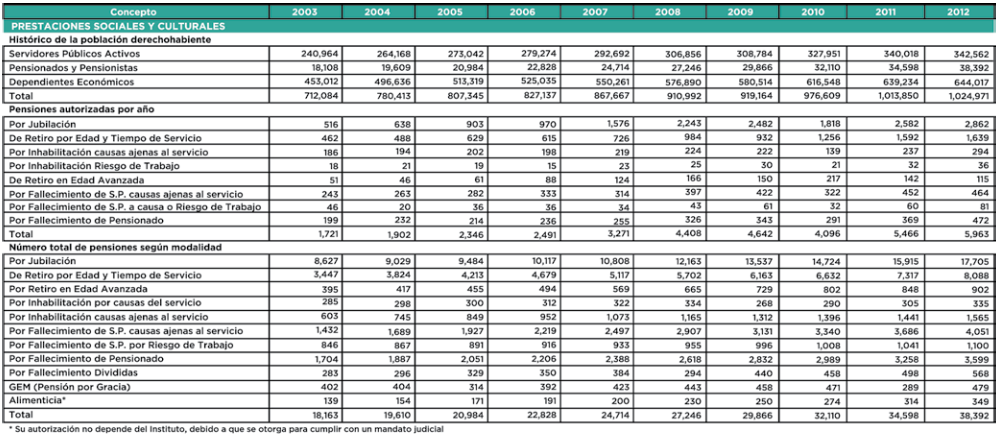 Concepto 2003 2004 2005 2006 2007 2008 2009 2010 2011 2012
PRESTACIONES SOCIALES Y CULTURALES
Histórico de la población derechohabiente
Servidores Públicos Activos 240,964 264,168 273,042 279,274 292,692 306,856 308,784 327,951 340,018 342,562
Pensionados y Pensionistas 18,108 19,609 20,984 22,828 24,714 27,246 29,866 32,110 34,598 38,392
Dependientes Económicos 453,012 496,636 513,319 525,035 550,261 576,890 580,514 616,548 639,234 644,017
Total 712,084 780,413 807,345 827,137 867,667 910,992 919,164 976,609 1,013,850 1,024,971
Pensiones autorizadas por año
Por Jubilación 516 638 903 970 1,576 2,243 2,482 1,818 2,582 2,862
De Retiro por Edad y Tiempo de Servicio 462 488 629 615 726 984 932 1,256 1,592 1,639
Por Inhabilitación causas ajenas al servicio 186 194 202 198 219 224 222 139 237 294
Por Inhabilitación Riesgo de Trabajo 18 21 19 15 23 25 30 21 32 36
De Retiro en Edad Avanzada 51 46 61 88 124 166 150 217 142 115
Por Fallecimiento de S.P. causas ajenas al servicio 243 263 282 333 314 397 422 322 452 464
Por Fallecimiento de S.P. a causa o Riesgo de Trabajo 46 20 36 36 34 43 61 32 60 81
Por Fallecimiento de Pensionado 199 232 214 236 255 326 343 291 369 472
Total 1,721 1,902 2,346 2,491 3,271 4,408 4,642 4,096 5,466 5,963
Número total de pensiones según modalidad
Por Jubilación 8,627 9,029 9,484 10,117 10,808 12,163 13,537 14,724 15,915 17,705
De Retiro por Edad y Tiempo de Servicio 3,447 3,824 4,213 4,679 5,117 5,702 6,163 6,632 7,317 8,088
Por Retiro en Edad Avanzada 395 417 455 494 569 665 729 802 848 902
Por Inhabilitación por causas del servicio 285 298 300 312 322 334 268 290 305 335
Por Inhabilitación causas ajenas al servicio 603 745 849 952 1,073 1,165 1,312 1,396 1,441 1,565
Por Fallecimiento de S.P. causas ajenas al servicio 1,432 1,689 1,927 2,219 2,497 2,907 3,131 3,340 3,686 4,051
Por Fallecimiento de S.P. por Riesgo de Trabajo 846 867 891 916 933 955 996 1,008 1,041 1,100
Por Fallecimiento de Pensionado 1,704 1,887 2,051 2,206 2,388 2,618 2,832 2,989 3,258 3,599
Por Fallecimiento Divididas 283 296 329 350 384 294 440 458 498 568
GEM (Pensión por Gracia) 402 404 314 392 423 443 458 471 289 479
Alimenticia* 139 154 171 191 200 230 250 274 314 349
Total 18,163 19,610 20,984 22,828 24,714 27,246 29,866 32,110 34,598 38,392
* Su autorización no depende del Instituto, debido a que se otorga para cumplir con un mandato judicial